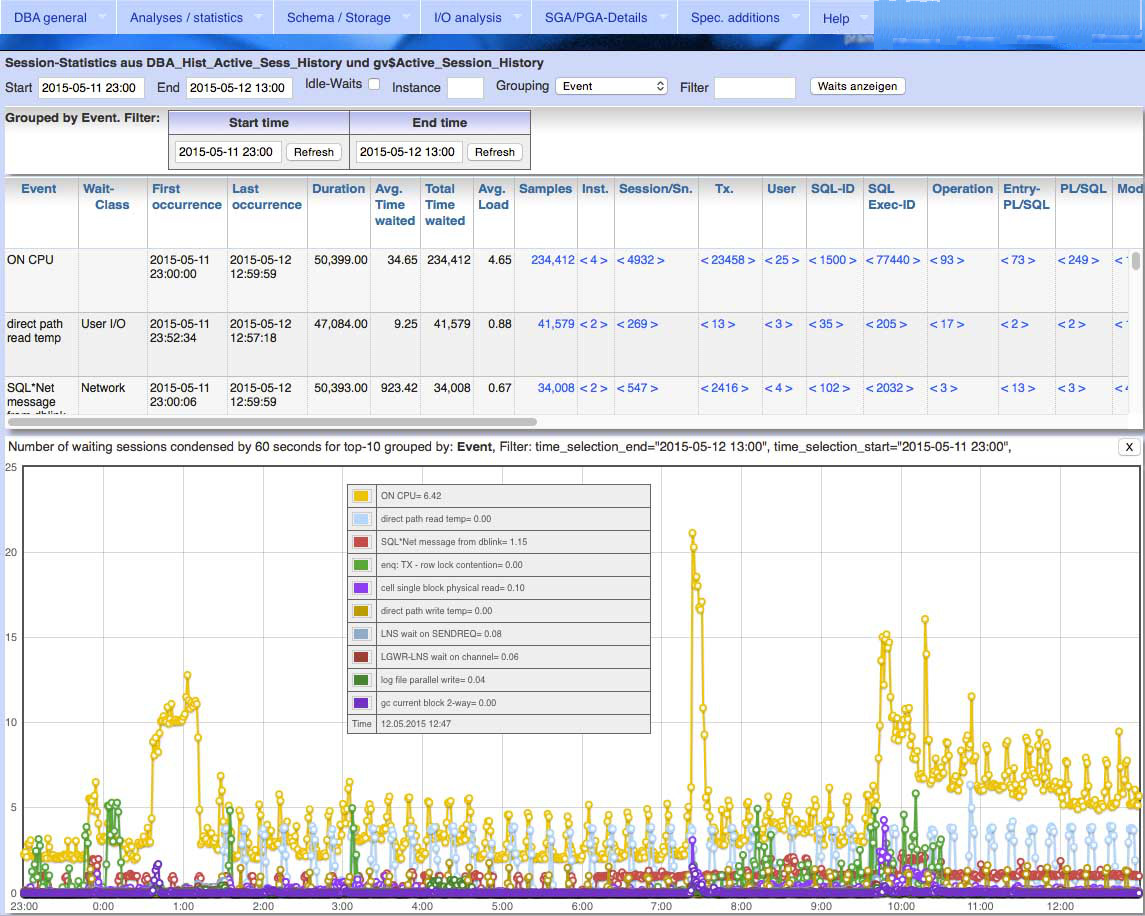 DBA general Analyses / statistics Schema / Storage I/O analysis SGA/PGA-Details Spec. additions Help
Session-Statistics aus DBA_Hist_Active_Sess_History und gv$Active_Session_History
Start 2015-05-11 23:00 End 2015-05-12 13:00 Idle-Waits Instance Grouping Event Filter Waits anzeigen
Grouped by Event. Filter: Start time End time
2015-05-11 23:00 Refresh 2015-05-12 13:00 Refresh
Event Wait- First Last Duration Avg. Total Avg. Samples Inst. Session/Sn. Tx. User SQL-ID SQL Operation Entry- PL/SQL Mod
Class occurrence occurrence Time Time Load Exec-ID PL/SQL
waited waited
ON CPU 2015-05-11 2015-05-12 50,399.00 34.65 234,412 4.65 234,412 < 4 > < 4932 > < 23458 > < 25 > < 1500 > < 77440 > < 93 > < 73 > < 249 > <
23:00:00 12:59:59
direct path User I/O 2015-05-11 2015-05-12 47,084.00 9.25 41,579 0.88 41,579 < 2 > < 269 > < 13 > < 3 > < 35 > < 205 > < 17 > < 2 > < 2 > <
read temp 23:52:34 12:57:18
SQL*Net Network 2015-05-11 2015-05-12 50,393.00 923.42 34,008 0.67 34,008 < 2 > < 547 > < 2416 > < 4 > < 102 > < 2032 > < 3 > < 13 > < 3 > <
message 23:00:06 12:59:59
from dblink
Number of waiting sessions condensed by 60 seconds for top-10 grouped by: Event, Filter: time_selection_end="2015-05-12 13:00", time_selection_start="2015-05-11 23:00", X
25
20
15
10
5
0
ON CPU= 6.42
direct path read temp= 0.00
SQL*Net message from dblink= 1.15
enq: TX - row lock contention= 0.00
cell single block physical read= 0.10
direct path write temp= 0.00
LNS wait on SENDREQ= 0.08
LGWR-LNS wait on channel= 0.06
log file parallel write= 0.04
gc current block 2-way= 0.00
Time 12.05.2015 12:47
23:00 0:00 1:00 2:00 3:00 4:00 5:00 6:00 7:00 8:00 9:00 10:00 11:00 12:00